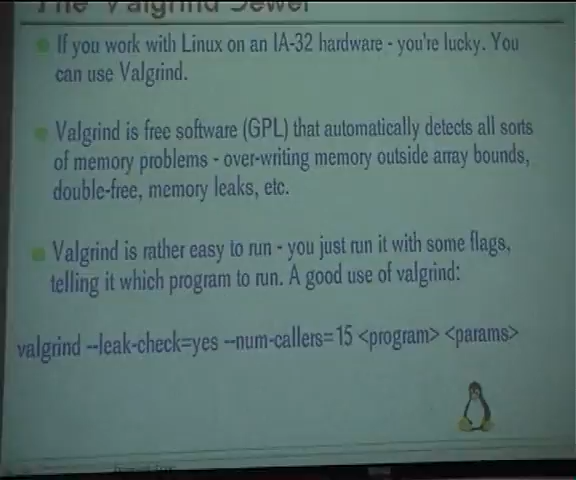 The Valgrind Jewel
If you work with Linux on an IA-32 hardware - you're lucky. You
can use Valgrind.
Valgrind is free software (GPL) that automatically detects all sorts
of memory problems - over-writing memory outside array bounds,
double-free, memory leaks, etc.
Valgrind is rather easy to run - you just run it with some flags,
telling it which program to run. A good use of valgrind:
valgrind --leak-check=yes --num-callers=15 <program> <params>